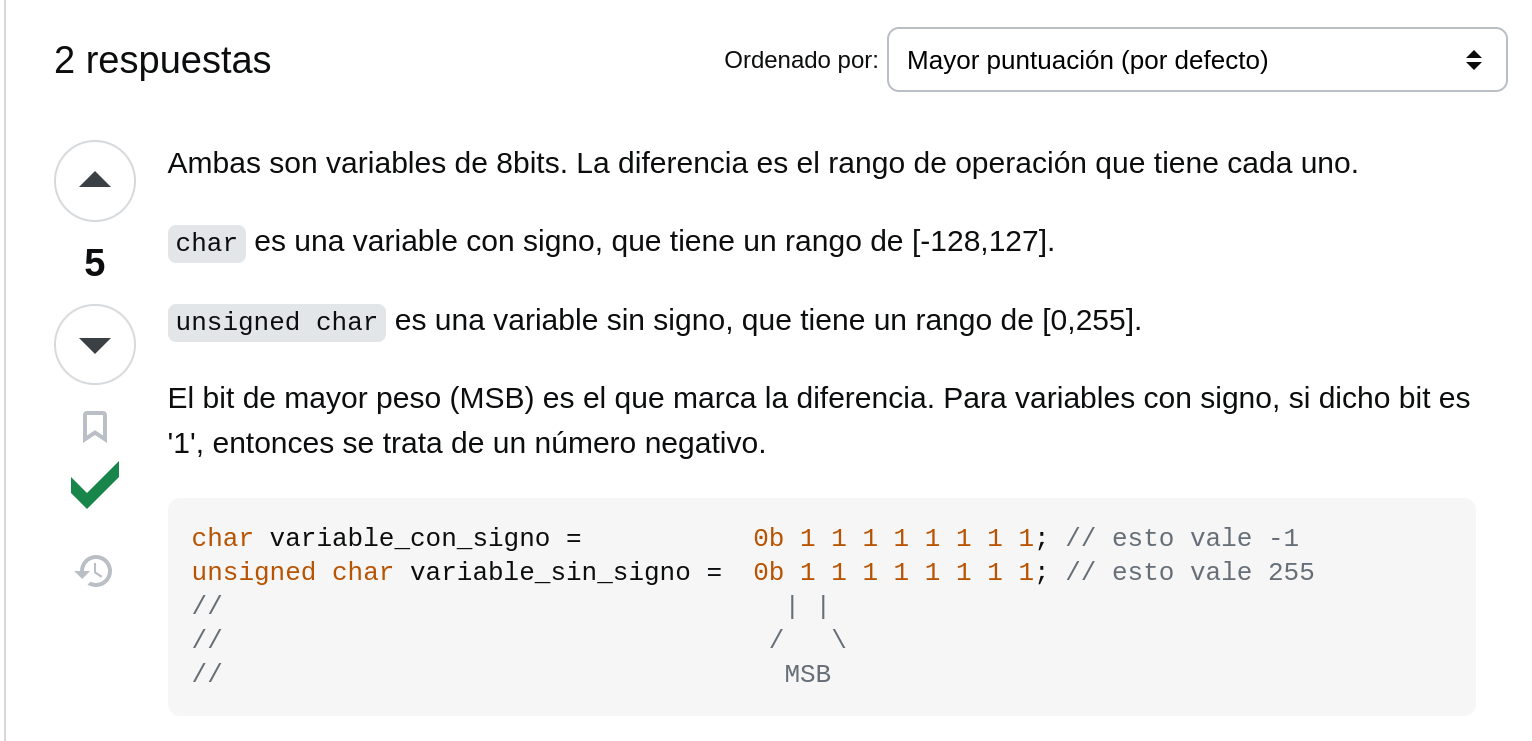 2 respuestas
Ordenado por: Mayor puntuación (por defecto)
Ambas son variables de 8bits. La diferencia es el rango de operación que tiene cada uno.
5
char es una variable con signo, que tiene un rango de [-128,127].
unsigned char es una variable sin signo, que tiene un rango de [0,255].
El bit de mayor peso (MSB) es el que marca la diferencia. Para variables con signo, si dicho bit es
'1', entonces se trata de un número negativo.
char variable_con_signo =           0b 1 1 1 1 1 1 1 1; // esto vale -1
unsigned char variable_sin_signo =  0b 1 1 1 1 1 1 1 1; // esto vale 255
//                                    | |
//                                   /   \
//                                    MSB